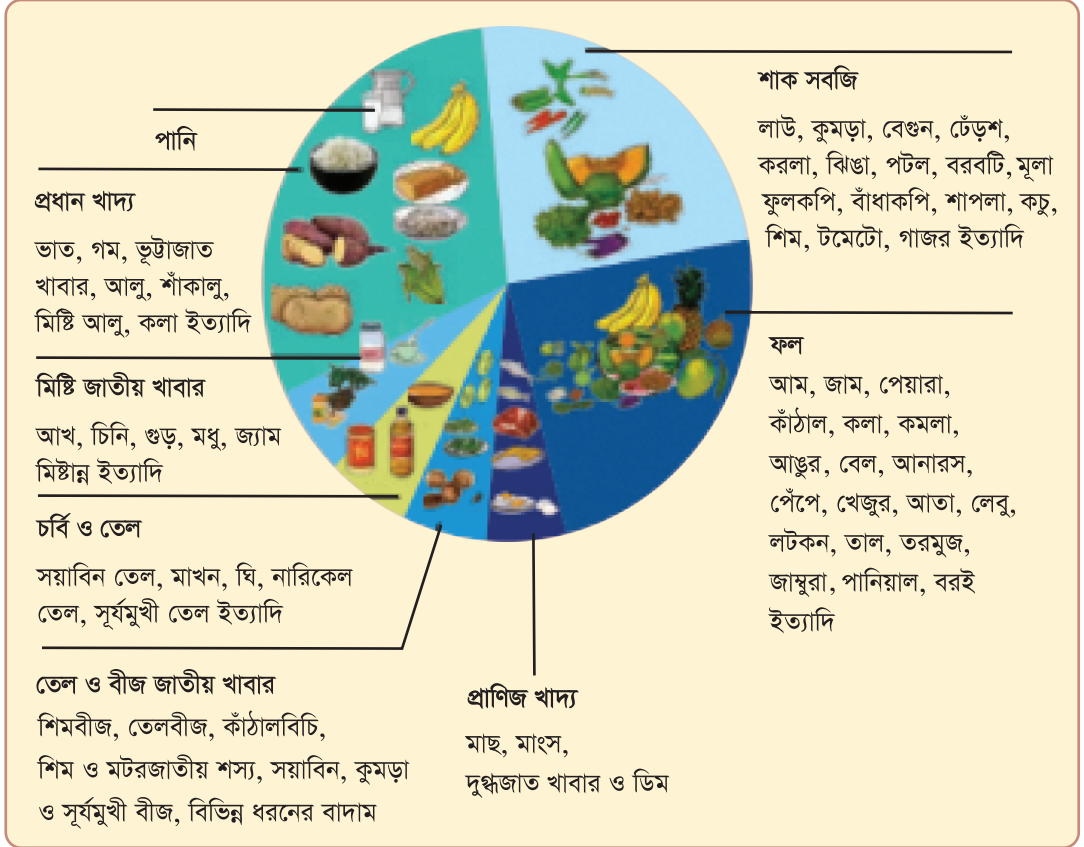 পানি
প্রধান খাদ্য
ভাত, গম, ভূট্টাজাত
খাবার, আলু, শাঁকালু,
মিষ্টি আলু, কলা ইত্যাদি
মিষ্টি জাতীয় খাবার
আখ, চিনি, গুড়, মধু, জ্যাম
মিষ্টান্ন ইত্যাদি
চর্বি ও তেল
সয়াবিন তেল, মাখন, ঘি, নারিকেল
তেল, সূর্যমুখী তেল ইত্যাদি
তেল ও বীজ জাতীয় খাবার
শিমবীজ, তেলবীজ, কাঁঠালবিচি,
শিম ও মটরজাতীয় শস্য, সয়াবিন, কুমড়া
ও সূর্যমুখী বীজ, বিভিন্ন ধরনের বাদাম
প্রাণিজ খাদ্য
মাছ, মাংস,
দুগ্ধজাত খাবার ও ডিম
শাক সবজি
লাউ, কুমড়া, বেগুন, ঢেঁড়শ,
করলা, ঝিঙা, পটল, বরবটি, মূলা
ফুলকপি, বাঁধাকপি, শাপলা, কচু,
শিম, টমেটো, গাজর ইত্যাদি
ফল
আম, জাম, পেয়ারা,
কাঁঠাল, কলা, কমলা,
আঙুর, বেল, আনারস,
পেঁপে, খেজুর, আতা, লেবু,
লটকন, তাল, তরমুজ,
জাম্বুরা, পানিয়াল, বরই
ইত্যাদি